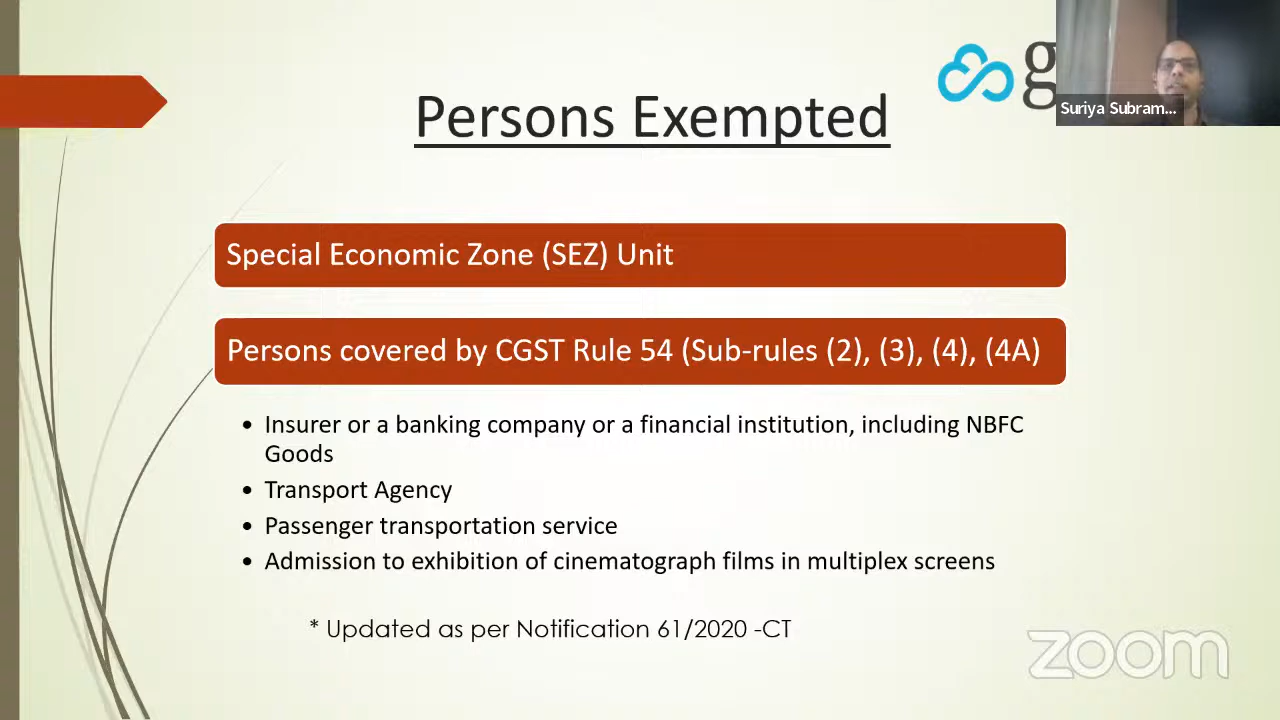 g
Suriya Subram...
Persons Exempted
Special Economic Zone (SEZ) Unit
Persons covered by CGST Rule 54 (Sub-rules (2), (3), (4), (4A)
• Insurer or a banking company or a financial institution, including NBFC
Goods
• Transport Agency
• Passenger transportation service
• Admission to exhibition of cinematograph films in multiplex screens
* Updated as per Notification 61/2020 -CT
zoom